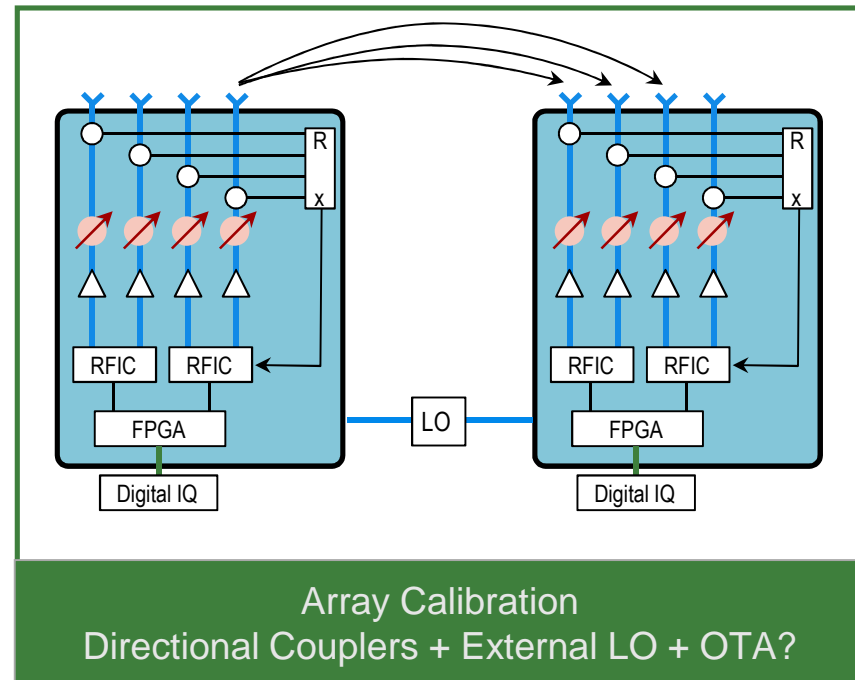 R
x
R
x
RFIC
RFIC
RFIC
RFIC
LO
FPGA
FPGA
Digital IQ
Digital IQ
Array Calibration
Directional Couplers + External LO + OTA?